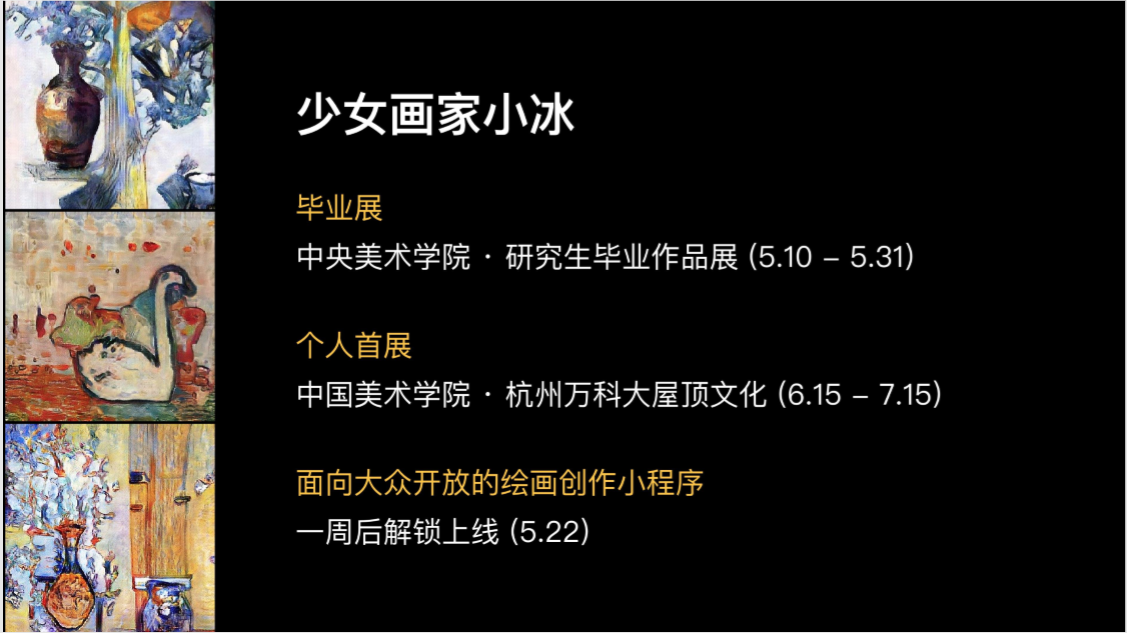 少女画家小冰
毕业展
中央美术学院 · 研究生毕业作品展 (5.10 – 5.31)
个人首展
中国美术学院 · 杭州万科大屋顶文化 (6.15 – 7.15)
面向大众开放的绘画创作小程序
一周后解锁上线 (5.22)